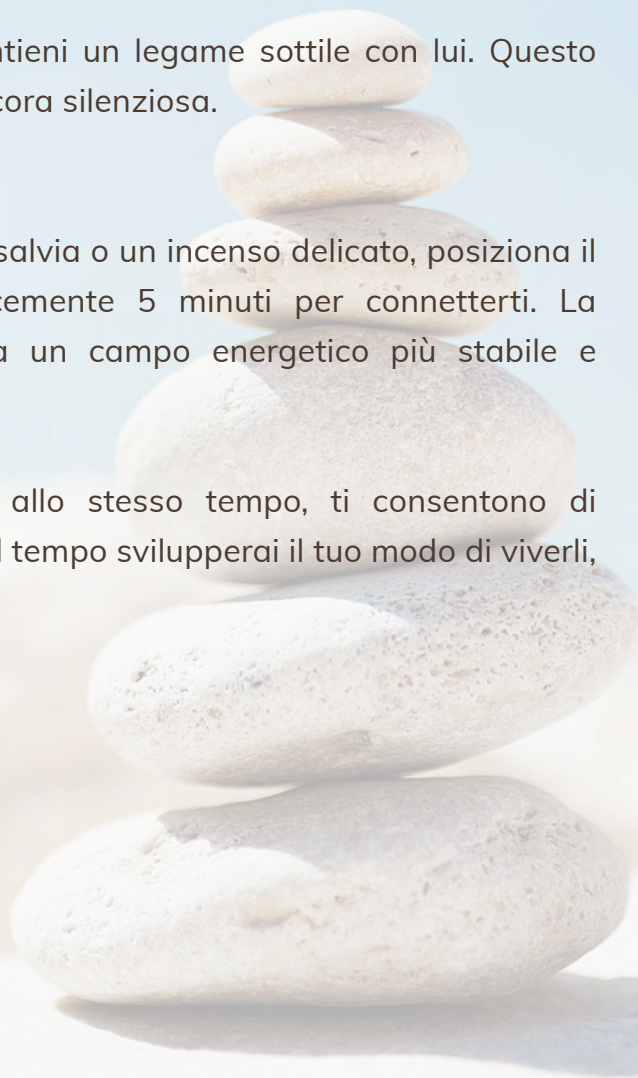 ntieni un legame sottile con lui. Questo
cora silenziosa.
salvia o un incenso delicato, posiziona il
cemente 5 minuti per connetterti. La
a un campo energetico più stabile e
allo stesso tempo, ti consentono di
l tempo svilupperai il tuo modo di viverli,